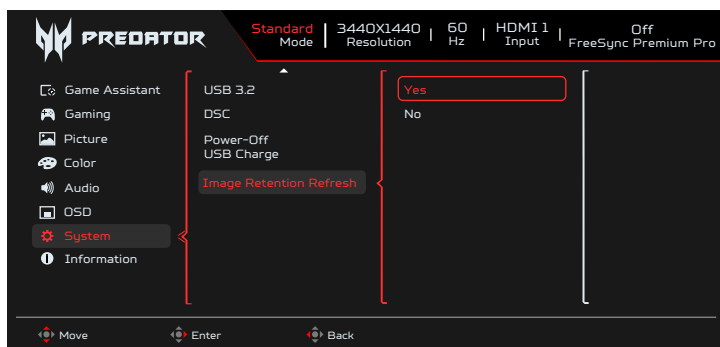 PREDATOR
Standard Mode
3440X1440 Resolution
60 Hz
HDMI 1 Input
Off FreeSync Premium Pro
Game Assistant
Gaming
Picture
Color
Audio
OSD
System
Information
USB 3.2
DSC
Power-Off
USB Charge
Image Retention Refresh
Yes
No
Move
Enter
Back